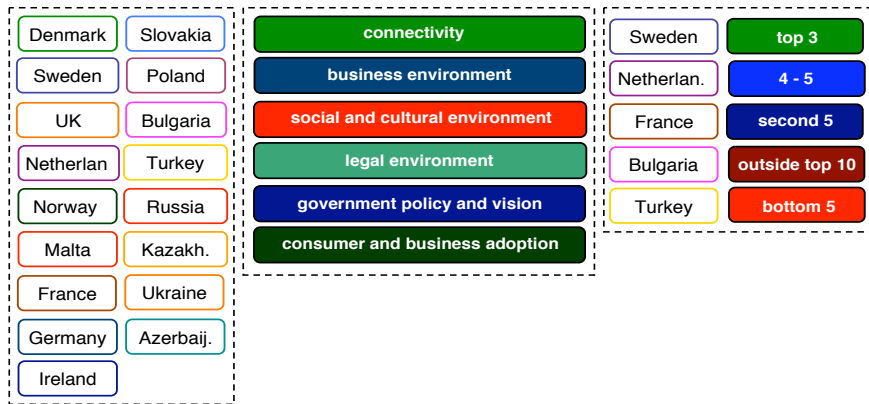 Denmark
Slovakia
Sweden
Poland
UK
Bulgaria
Netherlan
Turkey
Norway
Russia
Malta
Kazakh.
France
Ukraine
Germany
Azerbaij.
Ireland
connectivity
business environment
social and cultural environment
legal environment
government policy and vision
consumer and business adoption
Sweden
top 3
Netherlan.
4 - 5
France
second 5
Bulgaria
outside top 10
Turkey
bottom 5